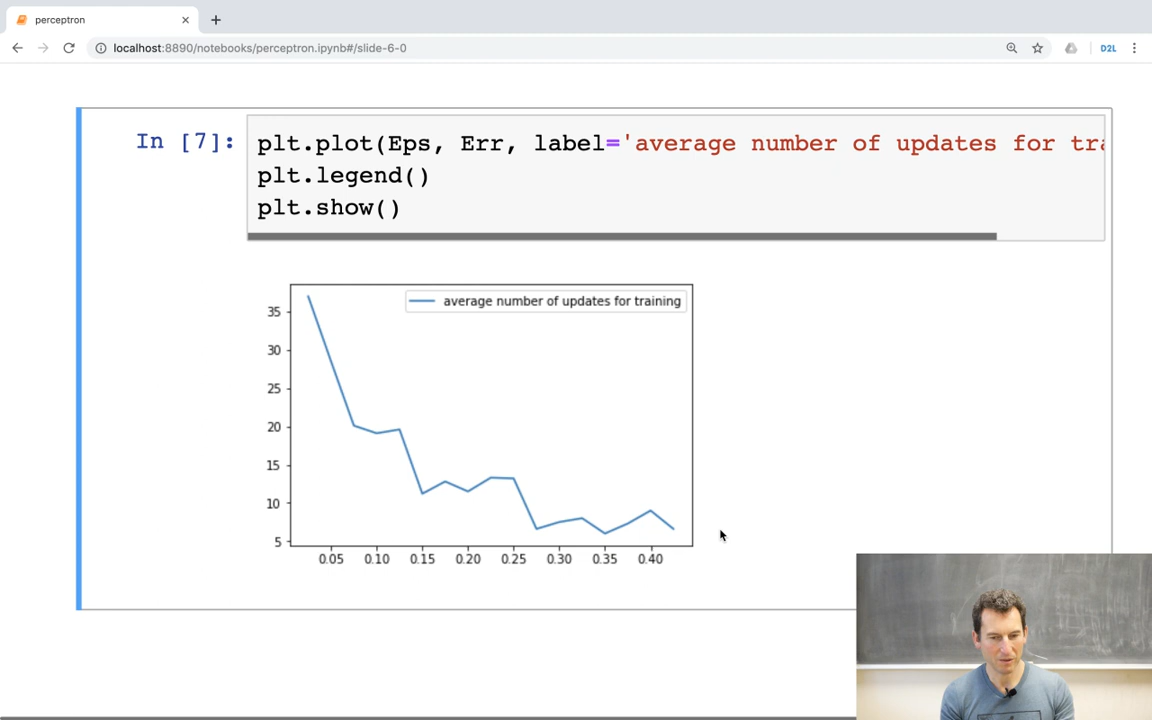 perceptron
localhost:8890/notebooks/perceptron.ipynb#/slide-6-0
D2L
In [7]:
plt.plot(Eps, Err, label='average number of updates for tra
plt.legend()
plt.show()
average number of updates for training
35
30
25
20
15
10
5
0.05 0.10 0.15 0.20 0.25 0.30 0.35 0.40